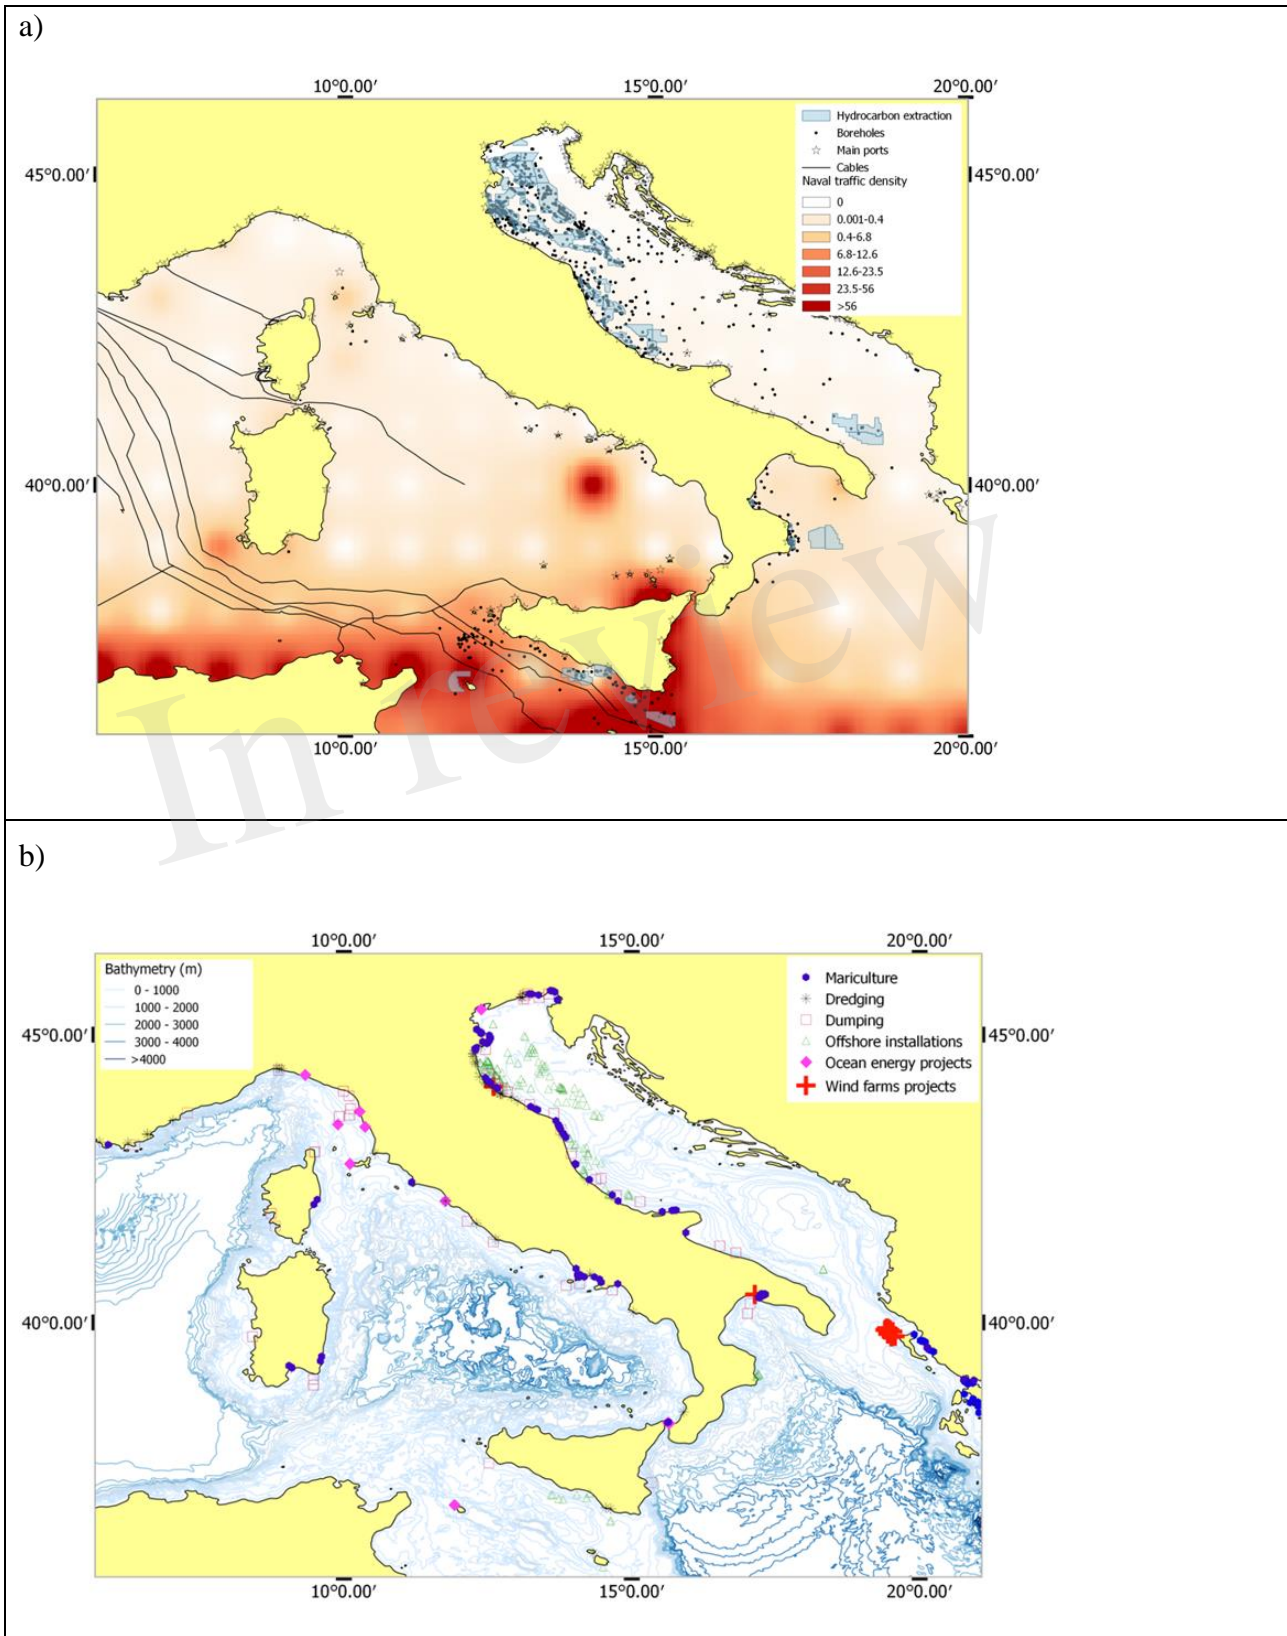 a)
10°0.00′ 15°0.00′ 20°0.00′
Hydrocarbon extraction
Boreholes
Main ports
Cables
Naval traffic density
0
0.001-0.4
0.4-6.8
6.8-12.6
12.6-23.5
23.5-56
>56
45°0.00′ 45°0.00′
40°0.00′ 40°0.00′
10°0.00′ 15°0.00′ 20°0.00′
In review
b)
10°0.00′ 15°0.00′ 20°0.00′
Bathymetry (m)
0 - 1000
1000 - 2000
2000 - 3000
3000 - 4000
>4000
Mariculture
Dredging
Dumping
Offshore installations
Ocean energy projects
Wind farms projects
45°0.00′ 45°0.00′
40°0.00′ 40°0.00′
10°0.00′ 15°0.00′ 20°0.00′